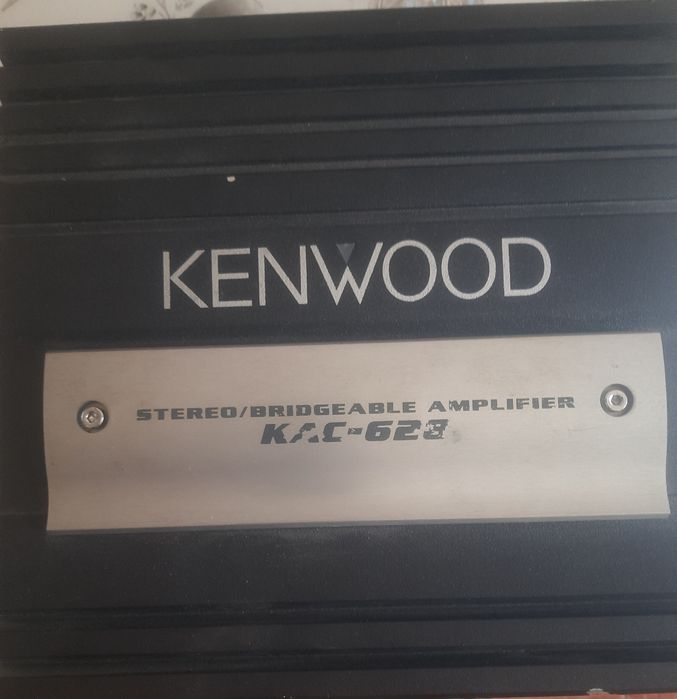 KENWOOD
STEREO/BRIDGEABLE AMPLIFIER
KAC-628